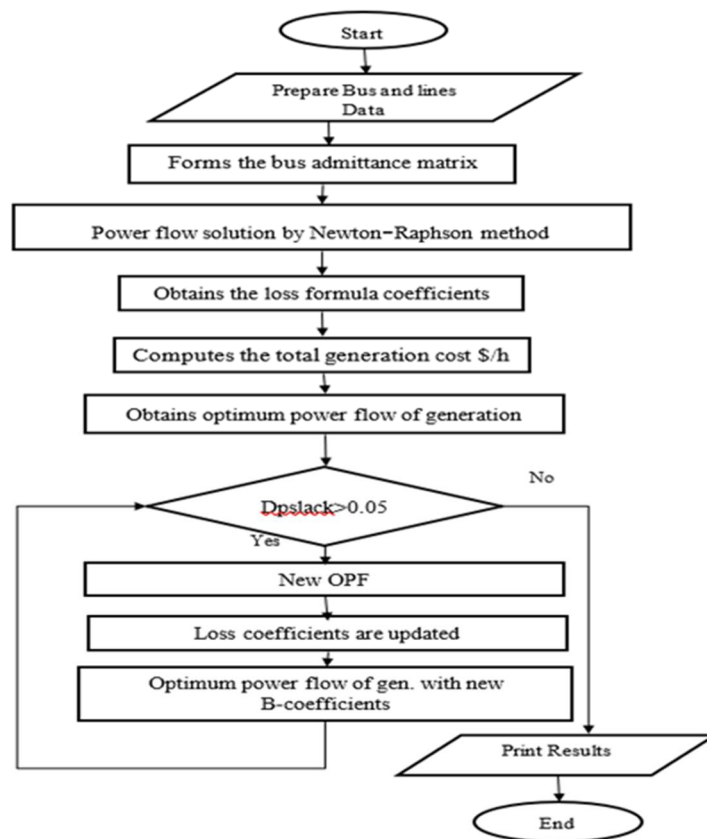 Start
Prepare Bus and lines
Data
Forms the bus admittance matrix
Power flow solution by Newton−Raphson method
Obtains the loss formula coefficients
Computes the total generation cost $/h
Obtains optimum power flow of generation
No
Dpslack>0.05
Yes
New OPF
Loss coefficients are updated
Optimum power flow of gen. with new
B-coefficients
Print Results
End